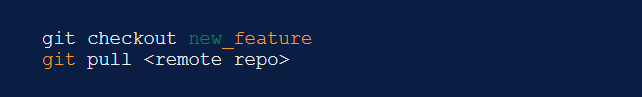 git checkout new_feature
git pull <remote repo>